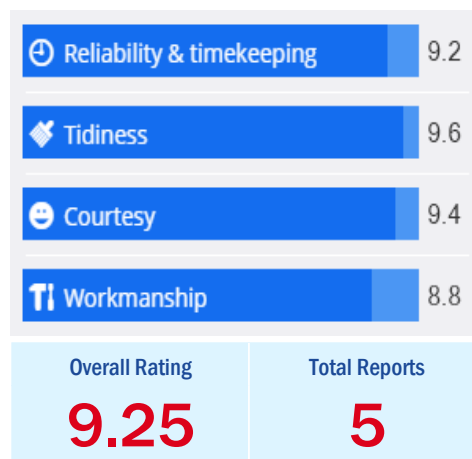 Reliability & timekeeping 9.2
Tidiness 9.6
Courtesy 9.4
Workmanship 8.8
Overall Rating Total Reports
9.25 5